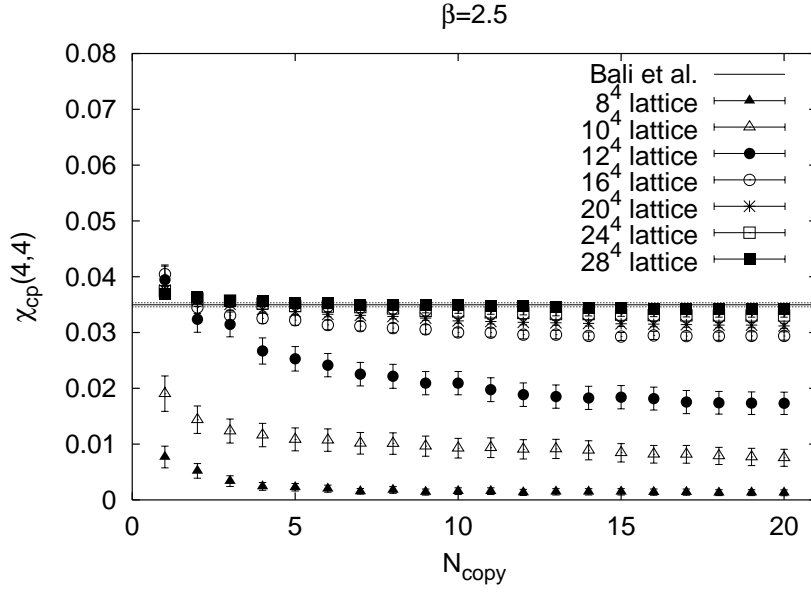 β=2.5
0.08
0.07
0.06
0.05
0.04
0.03
0.02
0.01
0
χcp(4,4)
Bali et al.
8⁴ lattice
10⁴ lattice
12⁴ lattice
16⁴ lattice
20⁴ lattice
24⁴ lattice
28⁴ lattice
0 5 10 15 20
Ncopy